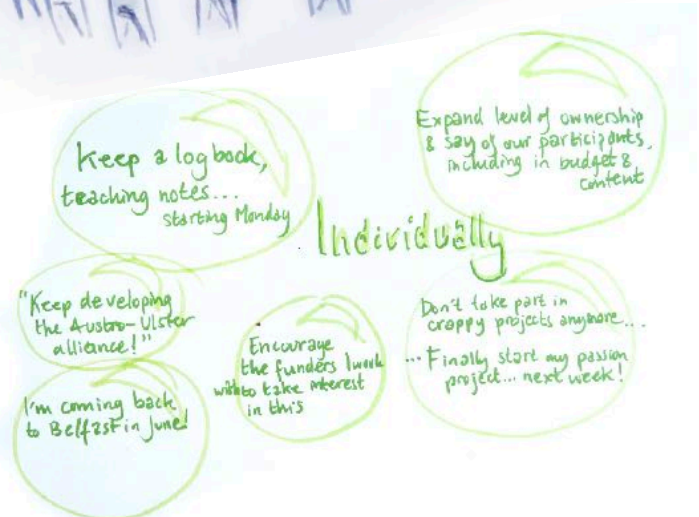 Keep a logbook,
teaching notes...
starting Monday
Expand level of ownership
& say of our participants,
including in budget &
content
Individually
"Keep developing
the Austro-Ulster
alliance!"
I'm coming back
to Belfast in June!
Encourage
the funders I work
with to take interest
in this
Don't take part in
crappy projects anymore....
... Finally start my passion
project... next week!